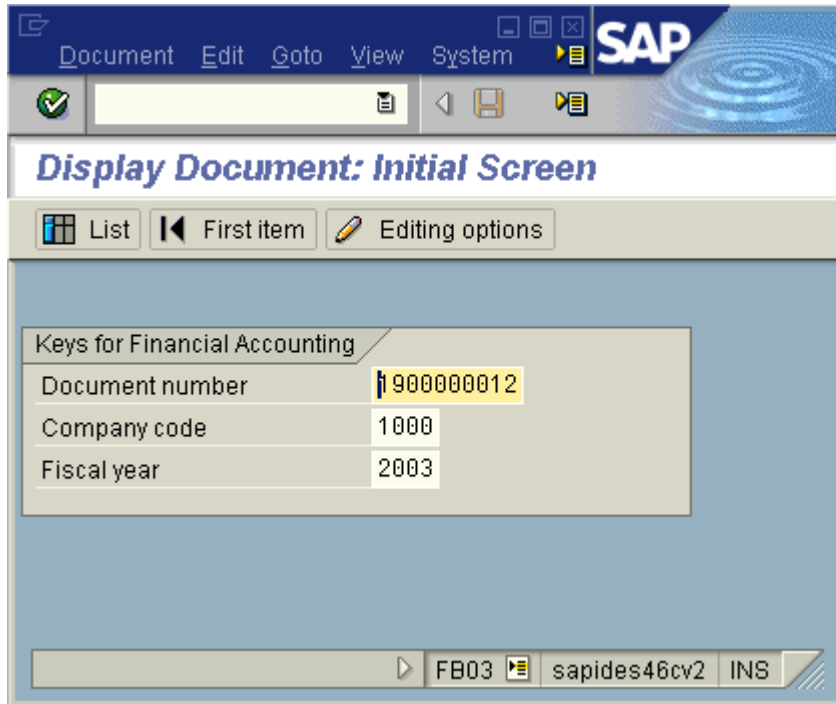 Document Edit Goto View System SAP
Display Document: Initial Screen
List First item Editing options
Keys for Financial Accounting
Document number 1900000012
Company code 1000
Fiscal year 2003
FB03 sapides46cv2 INS